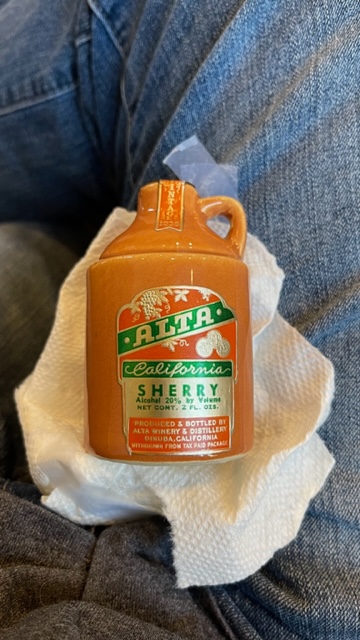 ALTA
California
SHERRY
Alcohol 20% by Volume
NET CONT. 2 FL. OZS.
PRODUCED & BOTTLED BY
ALTA WINERY & DISTILLERY
DINUBA, CALIFORNIA
WITHDRAWN FROM TAX PAID PACKAGE